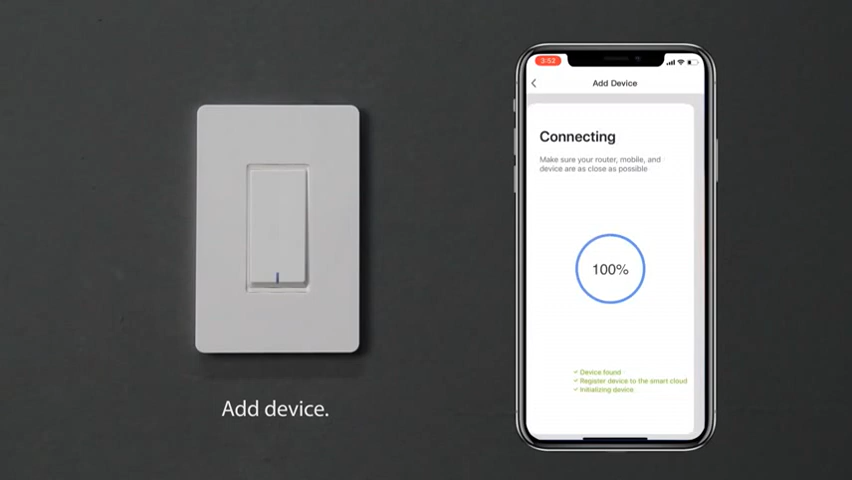 3:52
Add Device
Connecting
Make sure your router, mobile, and
device are as close as possible
100%
✓ Device found
✓ Register device to the smart cloud
✓ Initializing device
Add device.